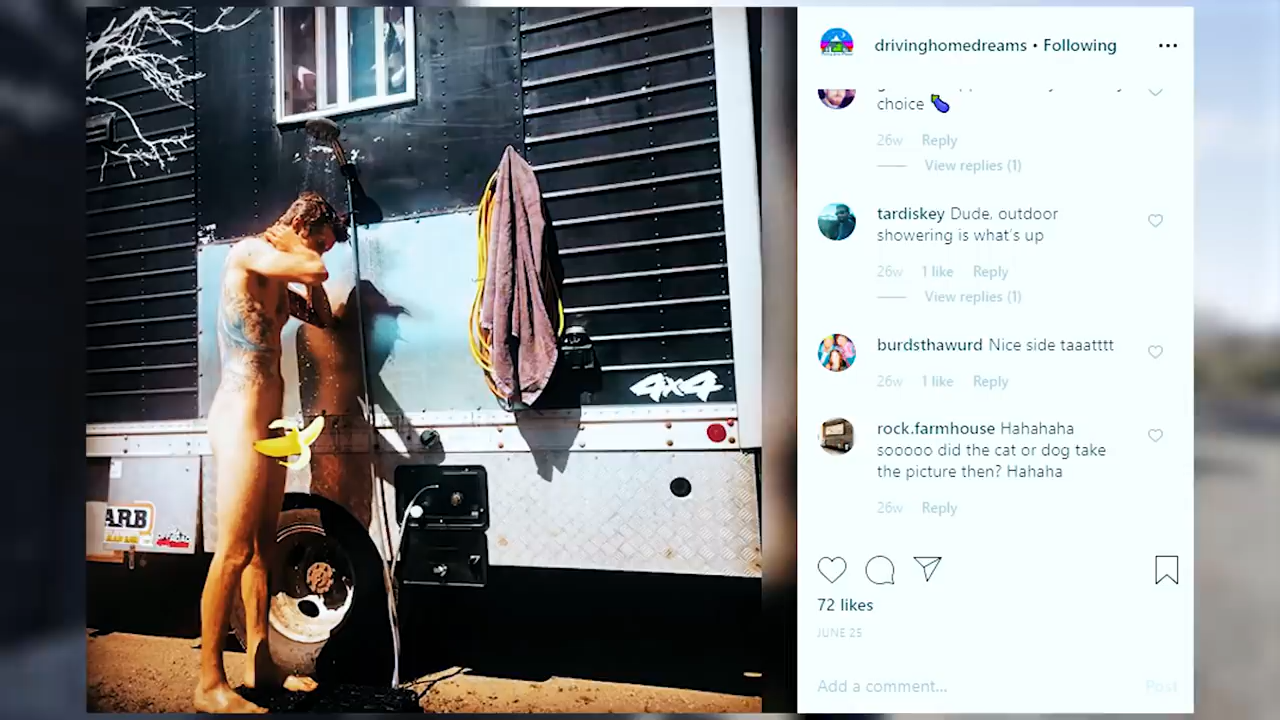 drivinghomedreams • Following
choice
26w Reply
View replies (1)
tardiskey Dude, outdoor
showering is what's up
26w 1 like Reply
View replies (1)
burdsthawurd Nice side taaatttt
26w 1 like Reply
rock.farmhouse Hahahaha
sooooo did the cat or dog take
the picture then? Hahaha
26w Reply
72 likes
JUNE 25
Add a comment... Post
4x4
ARB